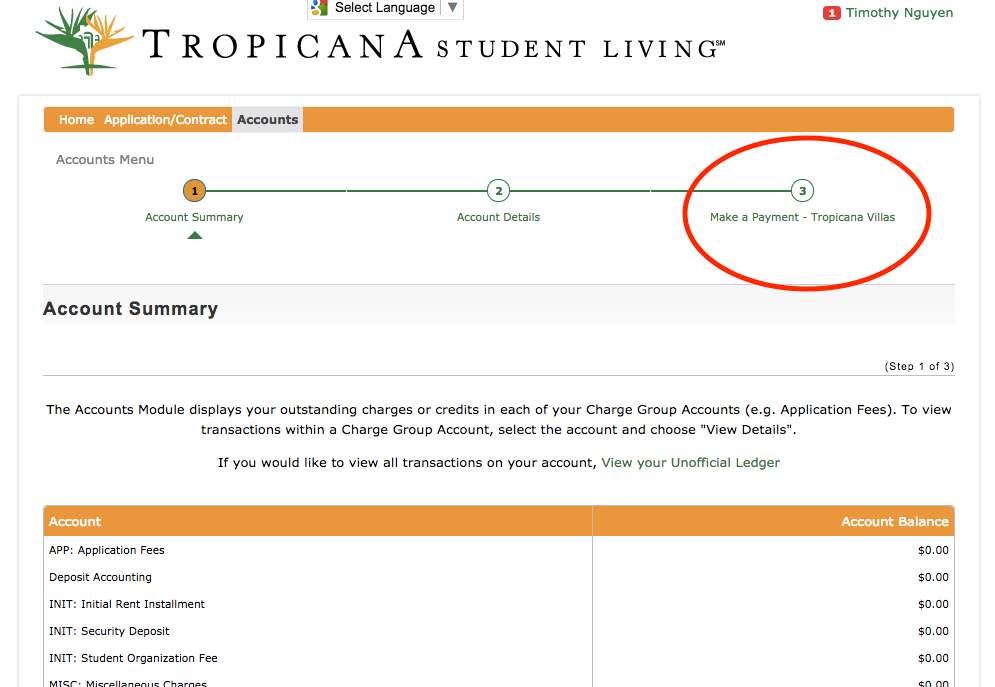 Select Language ▼
1 Timothy Nguyen
TROPICANA STUDENT LIVING℠
Home Application/Contract Accounts
Accounts Menu
1 2 3
Account Summary Account Details Make a Payment - Tropicana Villas
Account Summary
(Step 1 of 3)
The Accounts Module displays your outstanding charges or credits in each of your Charge Group Accounts (e.g. Application Fees). To view
transactions within a Charge Group Account, select the account and choose "View Details".
If you would like to view all transactions on your account, View your Unofficial Ledger
Account Account Balance
APP: Application Fees $0.00
Deposit Accounting $0.00
INIT: Initial Rent Installment $0.00
INIT: Security Deposit $0.00
INIT: Student Organization Fee $0.00
MISC: Miscellaneous Charges $0.00